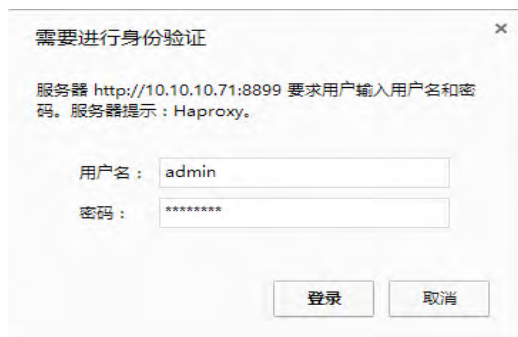 需要进行身份验证
×
服务器 http://10.10.10.71:8899 要求用户输入用户名和密
码。服务器提示：Haproxy。
用户名： admin
密码： ********
登录 取消